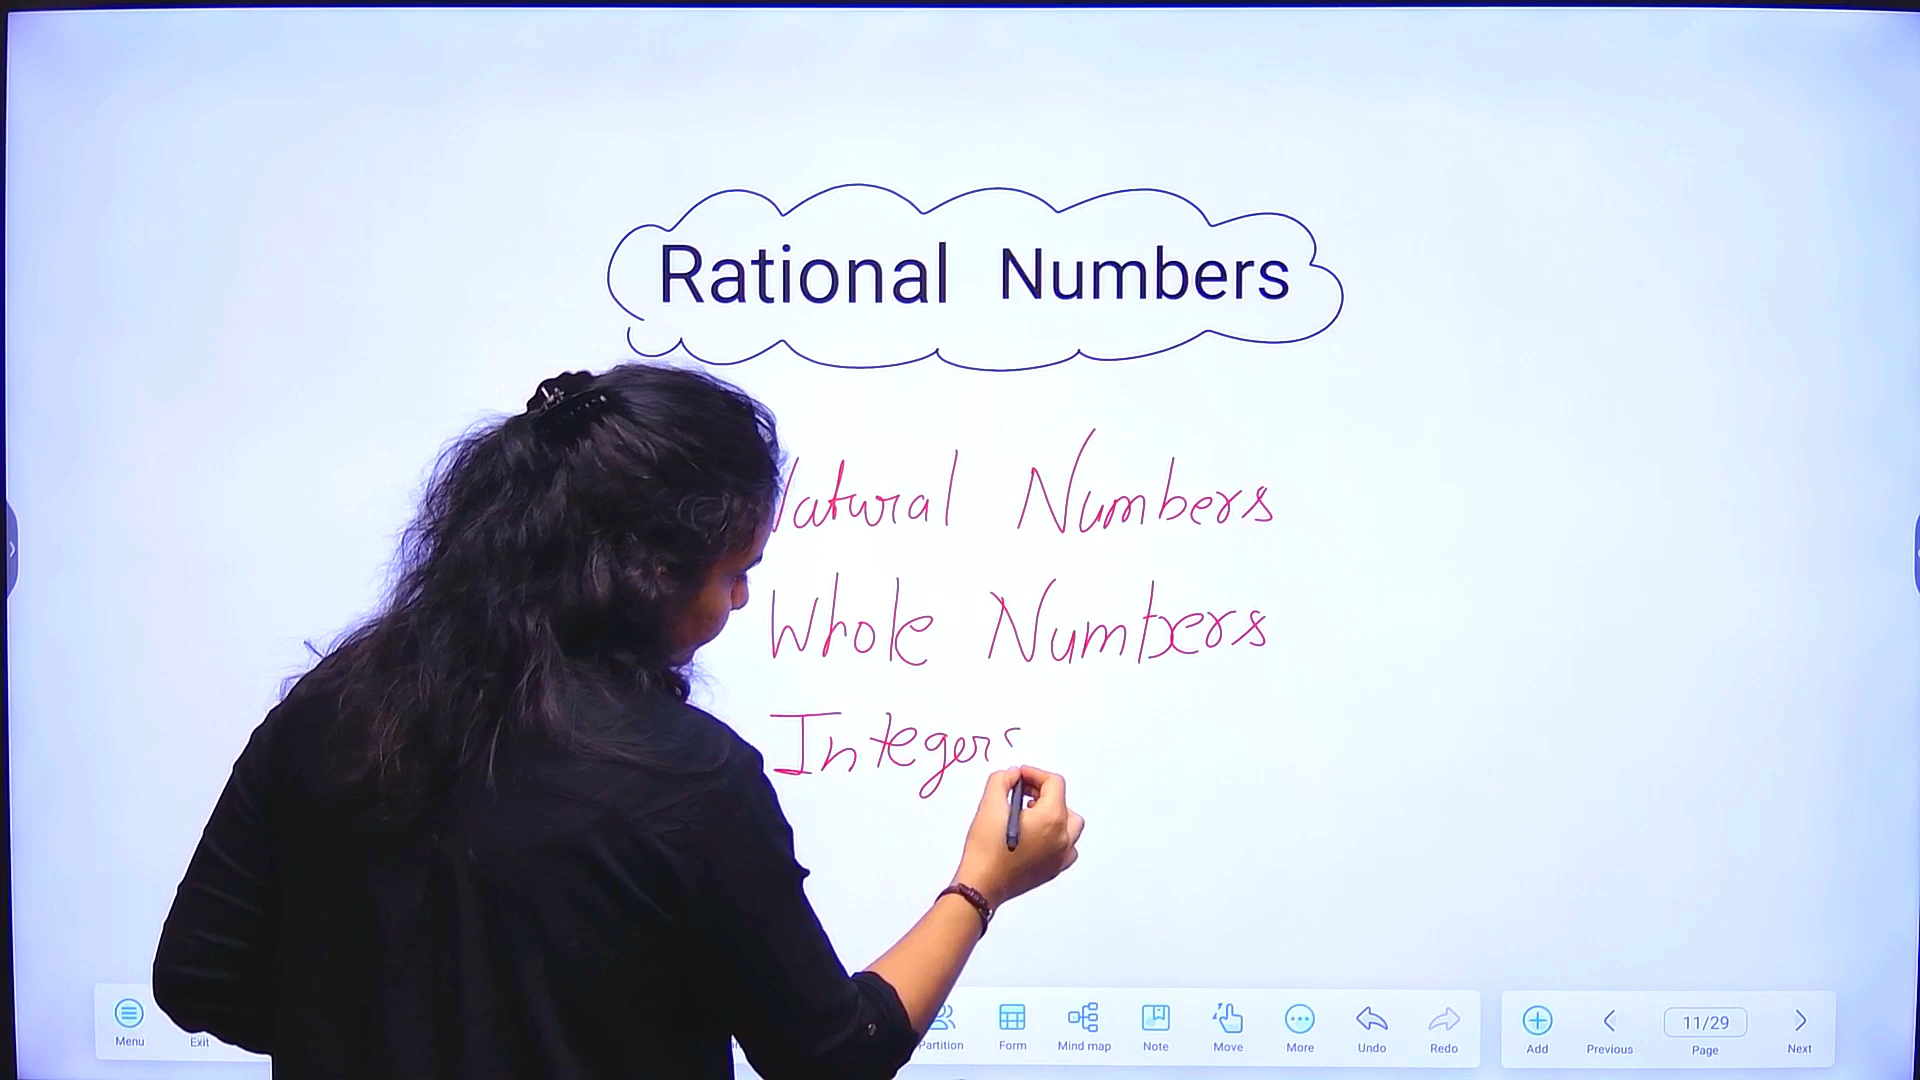 Rational Numbers
Natural Numbers
Whole Numbers
Integers
Menu Exit Partition Form Mind map Note Move More Undo Redo Add Previous 11/29 Page Next